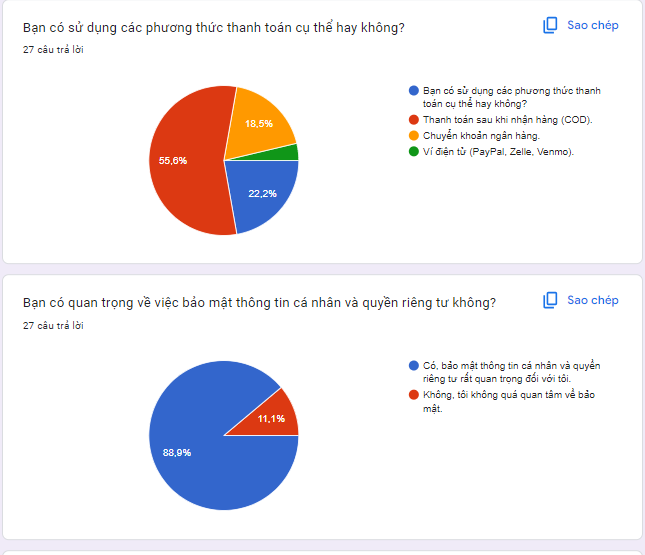 Bạn có sử dụng các phương thức thanh toán cụ thể hay không?
Sao chép
27 câu trả lời
18,5%
55,6%
22,2%
Bạn có sử dụng các phương thức thanh
toán cụ thể hay không?
Thanh toán sau khi nhận hàng (COD).
Chuyển khoản ngân hàng.
Ví điện tử (PayPal, Zelle, Venmo).
Bạn có quan trọng về việc bảo mật thông tin cá nhân và quyền riêng tư không?
Sao chép
27 câu trả lời
11,1%
88,9%
Có, bảo mật thông tin cá nhân và quyền
riêng tư rất quan trọng đối với tôi.
Không, tôi không quá quan tâm về bảo
mật.